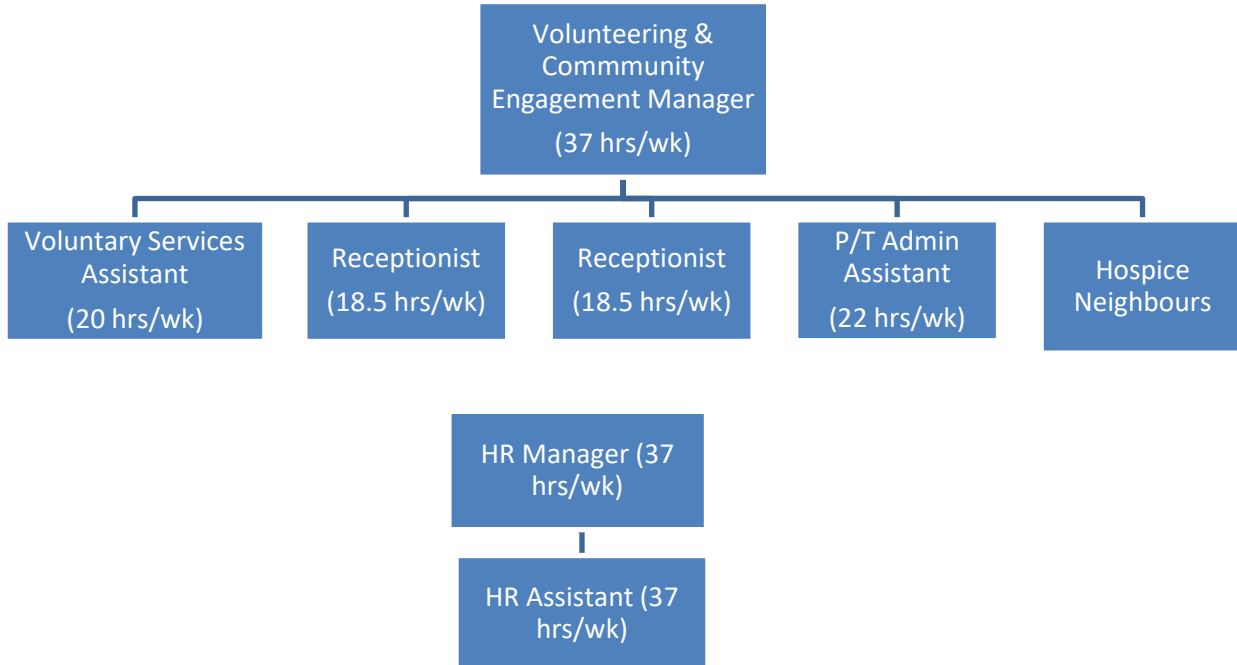 Volunteering &
Commmunity
Engagement Manager
(37 hrs/wk)
Voluntary Services
Assistant
(20 hrs/wk)
Receptionist
(18.5 hrs/wk)
Receptionist
(18.5 hrs/wk)
P/T Admin
Assistant
(22 hrs/wk)
Hospice
Neighbours
HR Manager (37
hrs/wk)
HR Assistant (37
hrs/wk)